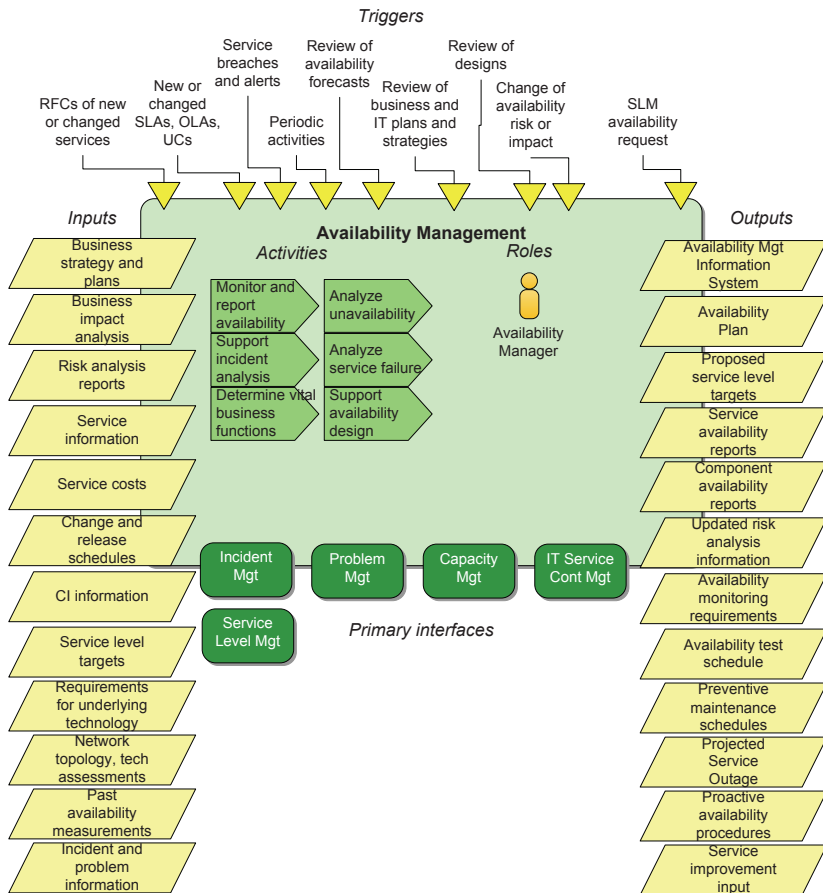 Triggers
RFCs of new
or changed
services
New or
changed
SLAs, OLAs,
UCs
Service
breaches
and alerts
Periodic
activities
Review of
availability
forecasts
Review of
business and
IT plans and
strategies
Review of
designs
Change of
availability
risk or
impact
SLM
availability
request
Inputs
Business
strategy and
plans
Business
impact
analysis
Risk analysis
reports
Service
information
Service costs
Change and
release
schedules
CI information
Service level
targets
Requirements
for underlying
technology
Network
topology, tech
assessments
Past
availability
measurements
Incident and
problem
information
Availability Management
Activities
Monitor and
report
availability
Analyze
unavailability
Support
incident
analysis
Analyze
service failure
Determine vital
business
functions
Support
availability
design
Roles
Availability
Manager
Incident
Mgt
Problem
Mgt
Capacity
Mgt
IT Service
Cont Mgt
Service
Level Mgt
Primary interfaces
Outputs
Availability Mgt
Information
System
Availability
Plan
Proposed
service level
targets
Service
availability
reports
Component
availability
reports
Updated risk
analysis
information
Availability
monitoring
requirements
Availability test
schedule
Preventive
maintenance
schedules
Projected
Service
Outage
Proactive
availability
procedures
Service
improvement
input